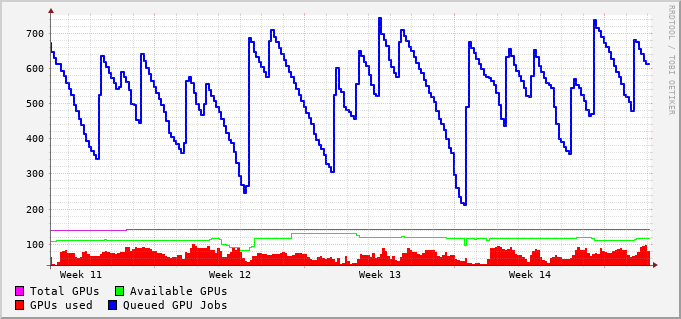 700
600
500
400
300
200
100
Week 11 Week 12 Week 13 Week 14
Total GPUs Available GPUs
GPUs used Queued GPU Jobs
RRDTOOL / TOBI OETIKER